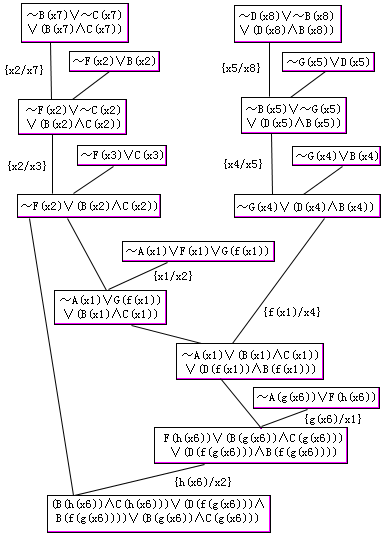 ~B(x7)∨~C(x7)
∨(B(x7)∧C(x7))
~D(x8)∨~B(x8)
∨(D(x8)∧B(x8))
{x2/x7}
~F(x2)∨B(x2)
{x5/x8}
~G(x5)∨D(x5)
~F(x2)∨~C(x2)
∨(B(x2)∧C(x2))
~B(x5)∨~G(x5)
∨(D(x5)∧B(x5))
{x2/x3}
~F(x3)∨C(x3)
{x4/x5}
~G(x4)∨B(x4)
~F(x2)∨(B(x2)∧C(x2))
~G(x4)∨(D(x4)∧B(x4))
~A(x1)∨F(x1)∨G(f(x1))
{x1/x2}
~A(x1)∨G(f(x1))
∨(B(x1)∧C(x1))
{f(x1)/x4}
~A(x1)∨(B(x1)∧C(x1))
∨(D(f(x1))∧B(f(x1)))
~A(g(x6))∨F(h(x6))
{g(x6)/x1}
F(h(x6))∨(B(g(x6))∧C(g(x6)))
∨(D(f(g(x6)))∧B(f(g(x6))))
{h(x6)/x2}
(B(h(x6))∧C(h(x6)))∨(D(f(g(x6)))∧
B(f(g(x6))))∨(B(g(x6))∧C(g(x6)))